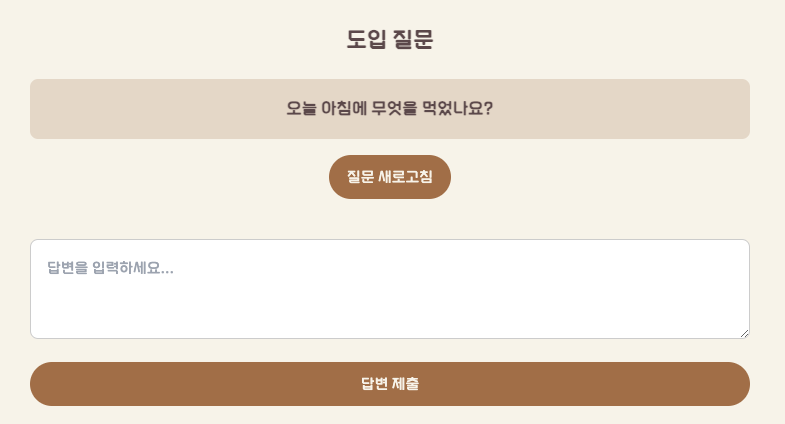 도입 질문
오늘 아침에 무엇을 먹었나요?
질문 새로고침
답변을 입력하세요...
답변 제출